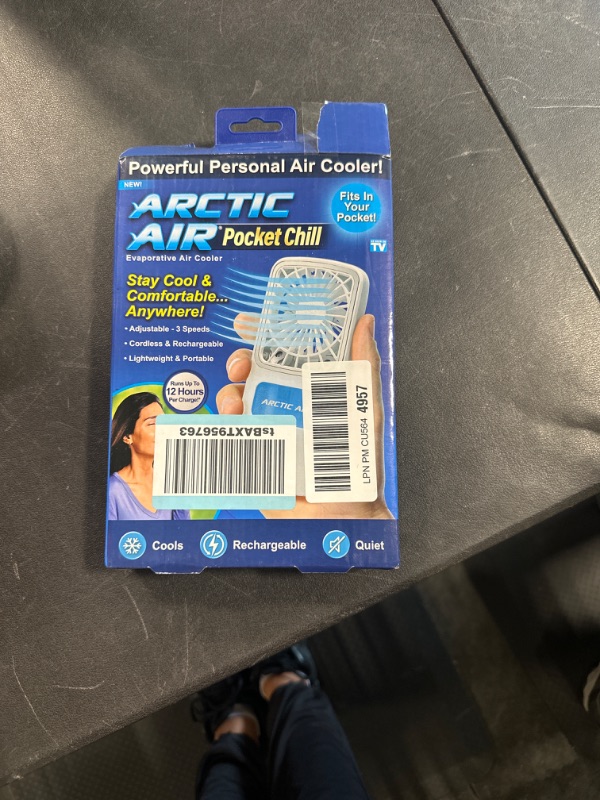 Powerful Personal Air Cooler!
NEW!
ARCTIC
AIR® Pocket Chill
Evaporative Air Cooler
Fits In
Your
Pocket!
TV
Stay Cool &
Comfortable...
Anywhere!
• Adjustable - 3 Speeds
• Cordless & Rechargeable
• Lightweight & Portable
Runs Up To
12 Hours
Per Charge!*
ARCTIC A
tsBAXT956763
LPN PM CU564 4957
Cools
Rechargeable
Quiet